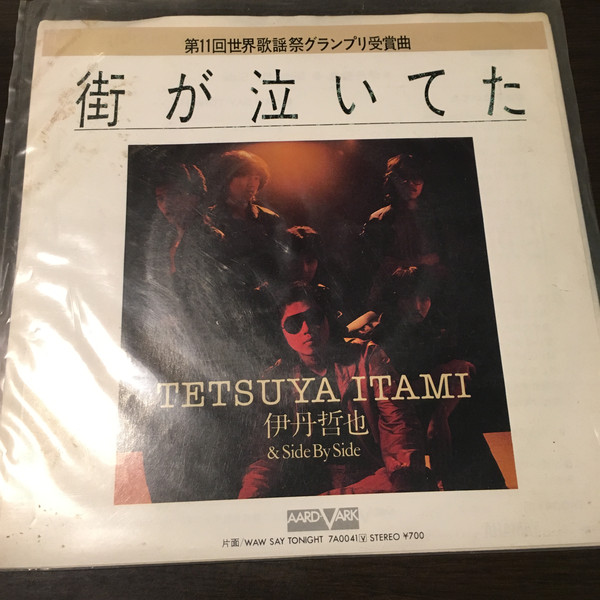 第11回世界歌謡祭グランプリ受賞曲
街が泣いてた
TETSUYA ITAMI
伊丹哲也
& Side By Side
AARDVARK
片面/WAW SAY TONIGHT 7A0041 V STEREO ¥700